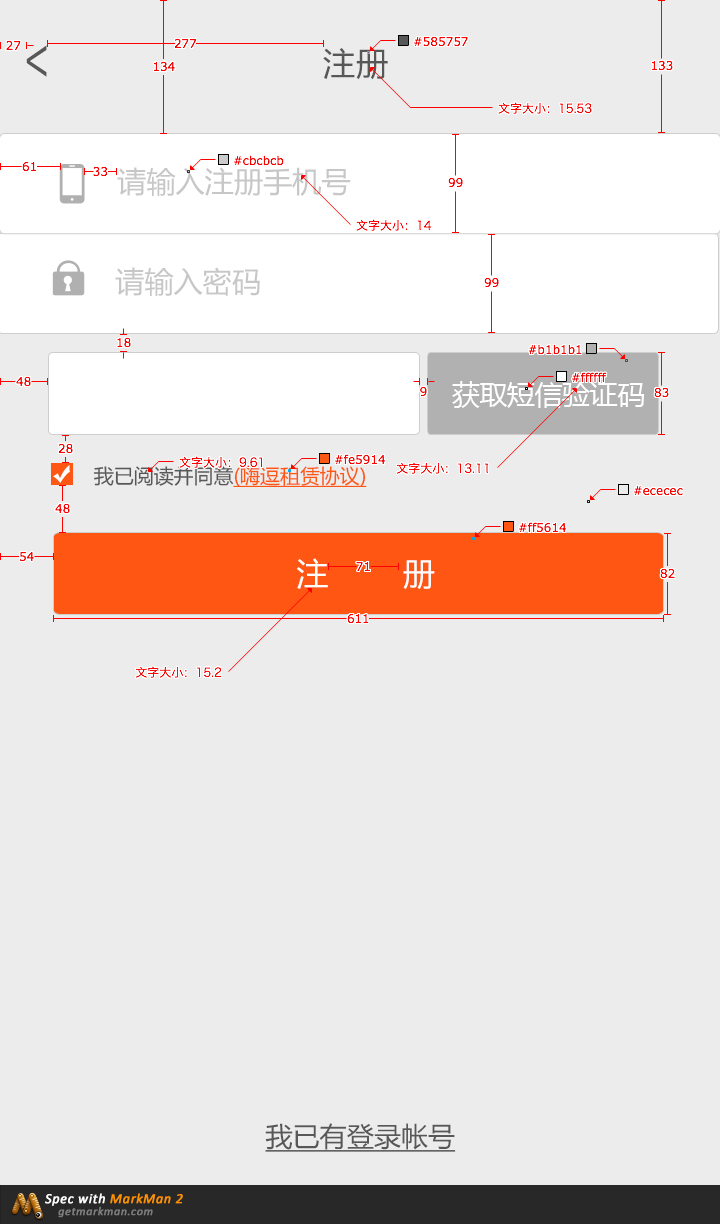 27
277
134
#585757
133
注册
文字大小：15.53
61
33
#cbcbcb
请输入注册手机号
99
文字大小：14
请输入密码
99
18
#b1b1b1
48
9
#ffffff
83
获取短信验证码
28
文字大小：9.61
#fe5914
文字大小：13.11
我已阅读并同意(嗨逗租赁协议)
#ececec
48
#ff5614
54
注 71 册
82
611
文字大小：15.2
我已有登录帐号
Spec with MarkMan 2
getmarkman.com